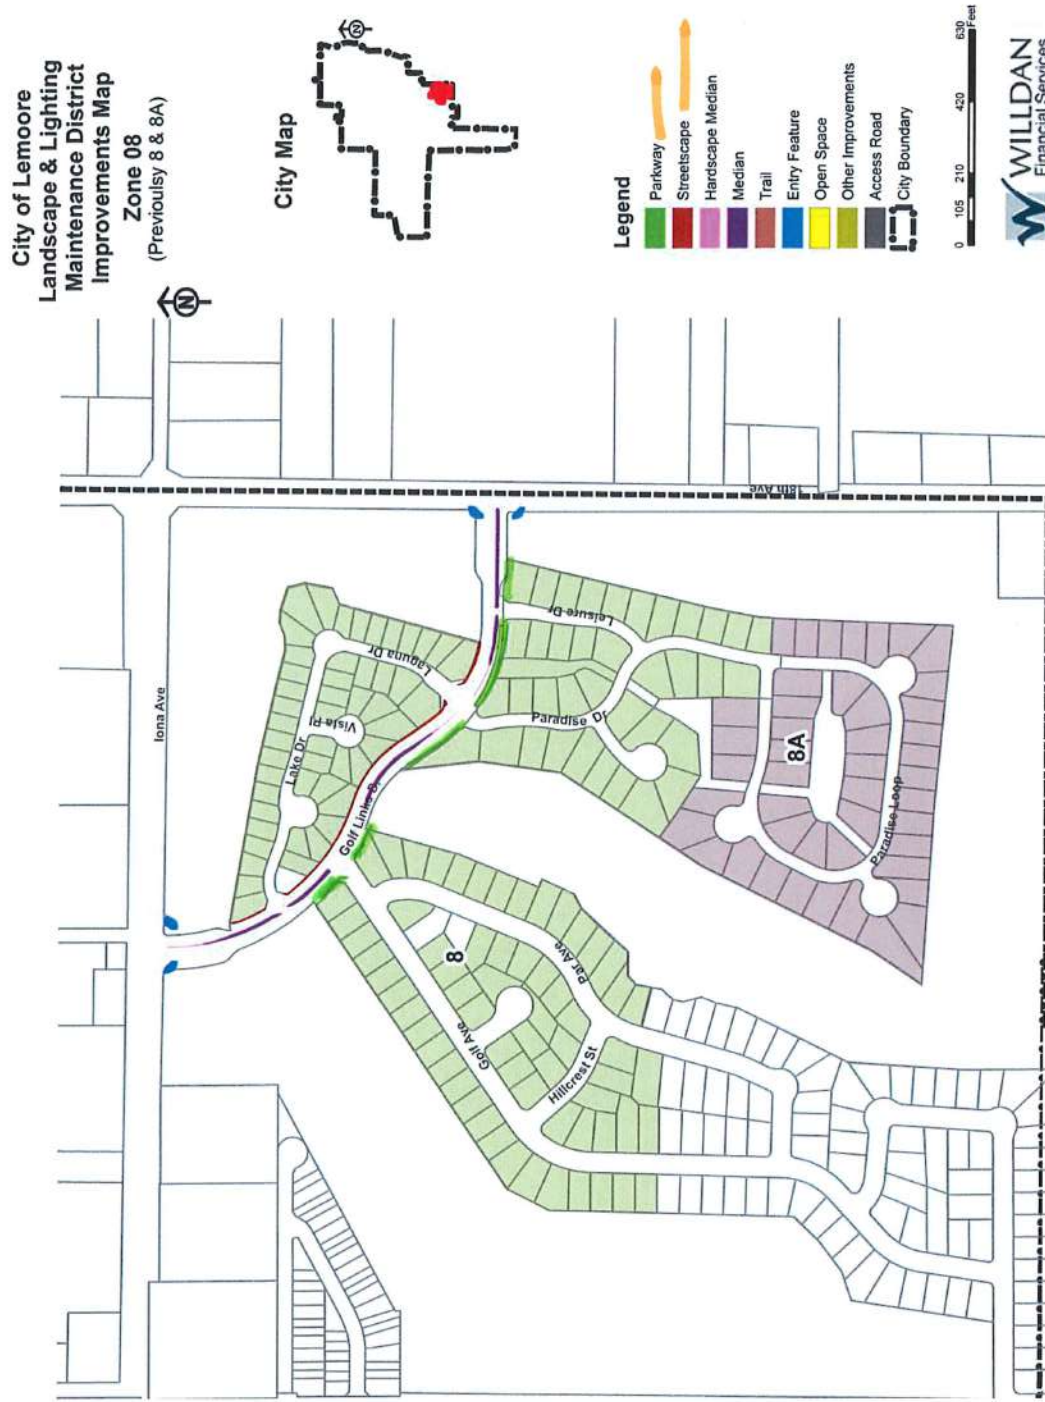 City of Lemoore
Landscape & Lighting
Maintenance District
Improvements Map
Zone 08
(Previoulsy 8 & 8A)
N
City Map
N
Legend
Parkway
Streetscape
Hardscape Median
Median
Trail
Entry Feature
Open Space
Other Improvements
Access Road
City Boundary
0 105 210 420 630
Feet
WILLDAN
Financial Services
Iona Ave
18th Ave
Lake Dr
Vista Pl
Laguna Dr
Golf Links Dr
Leisure Dr
Paradise Dr
8A
Paradise Loop
8
Golf Ave
Par Ave
Hillcrest St